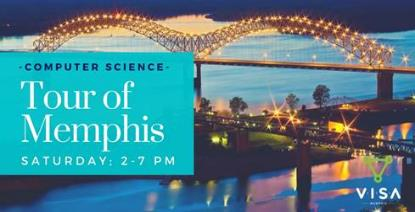 -COMPUTER SCIENCE-
Tour of
Memphis
SATURDAY: 2-7 PM
VISA